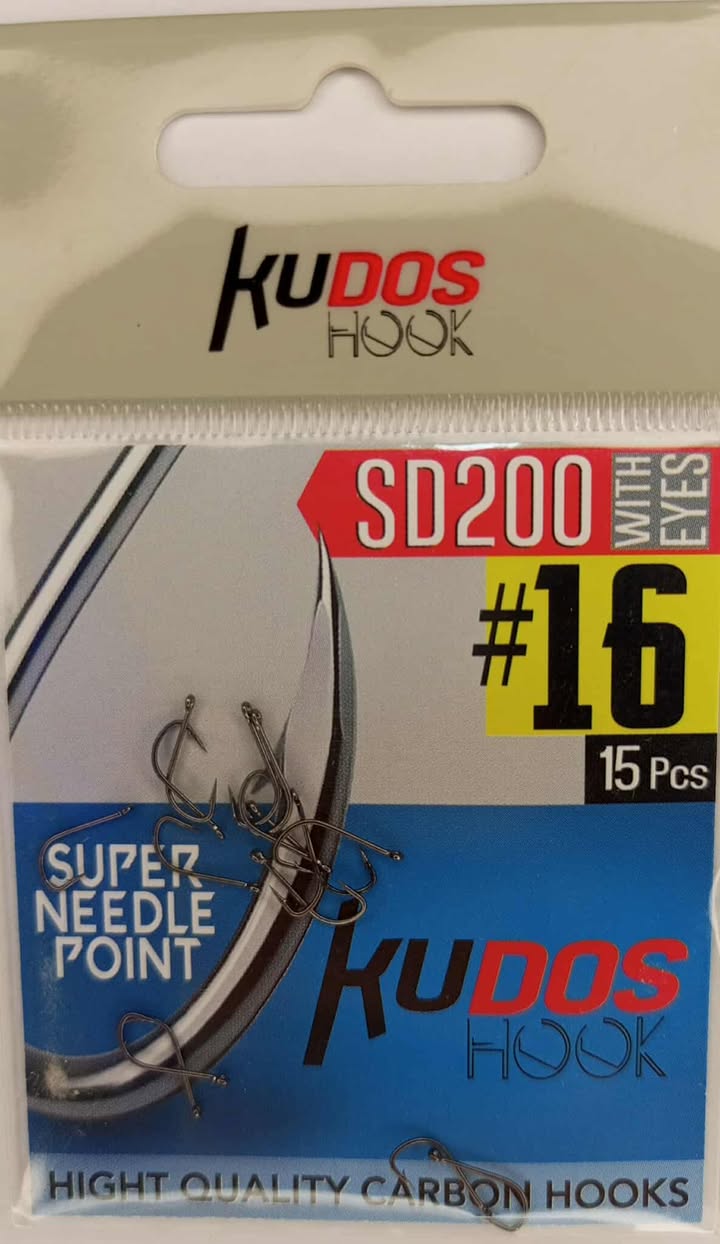 KUDOS
HOOK
SD200 WITH EYES
#16
15 Pcs
SUPER
NEEDLE
POINT
KUDOS
HOOK
HIGHT QUALITY CARBON HOOKS